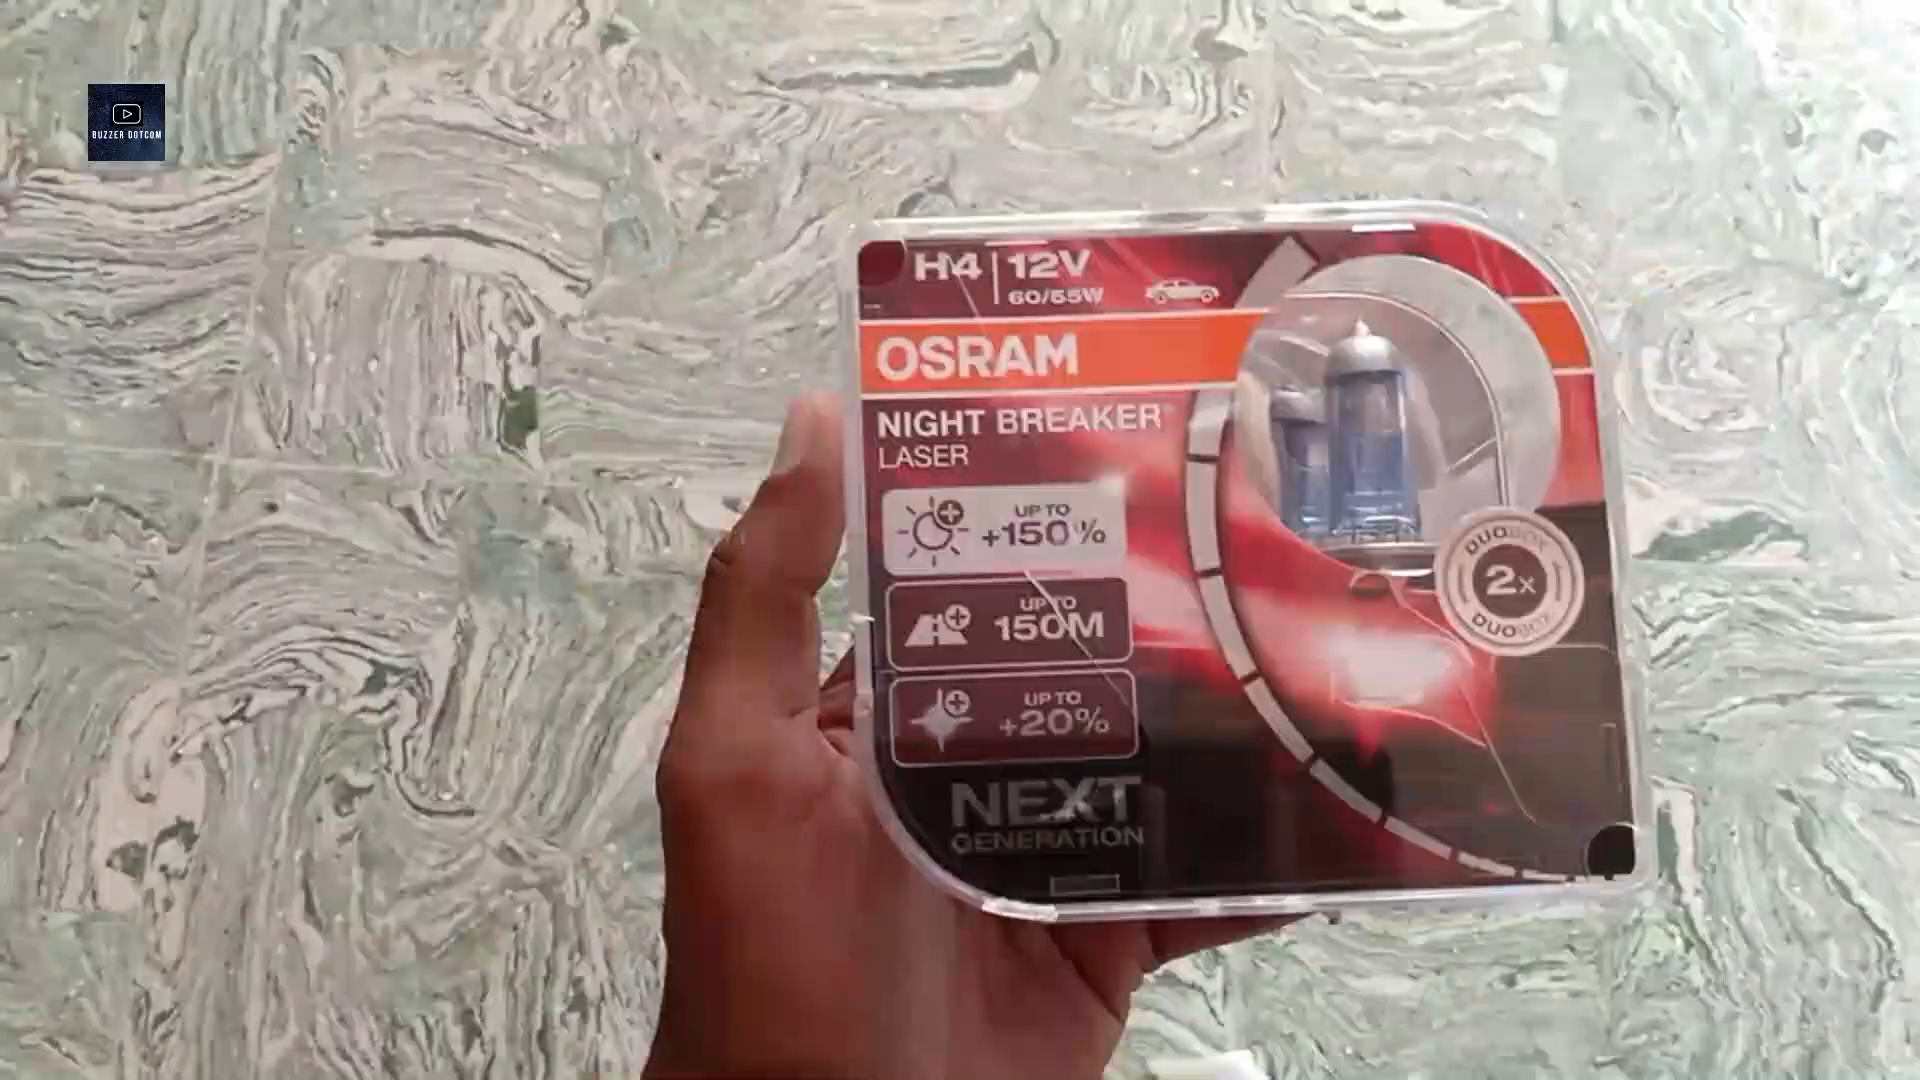 BUZZER DOTCOM
H4 | 12V
60/55W
OSRAM
NIGHT BREAKER
LASER
UP TO
+150%
UP TO
150M
UP TO
+20%
NEXT
GENERATION
DUOBOX
2x
DUOBOX